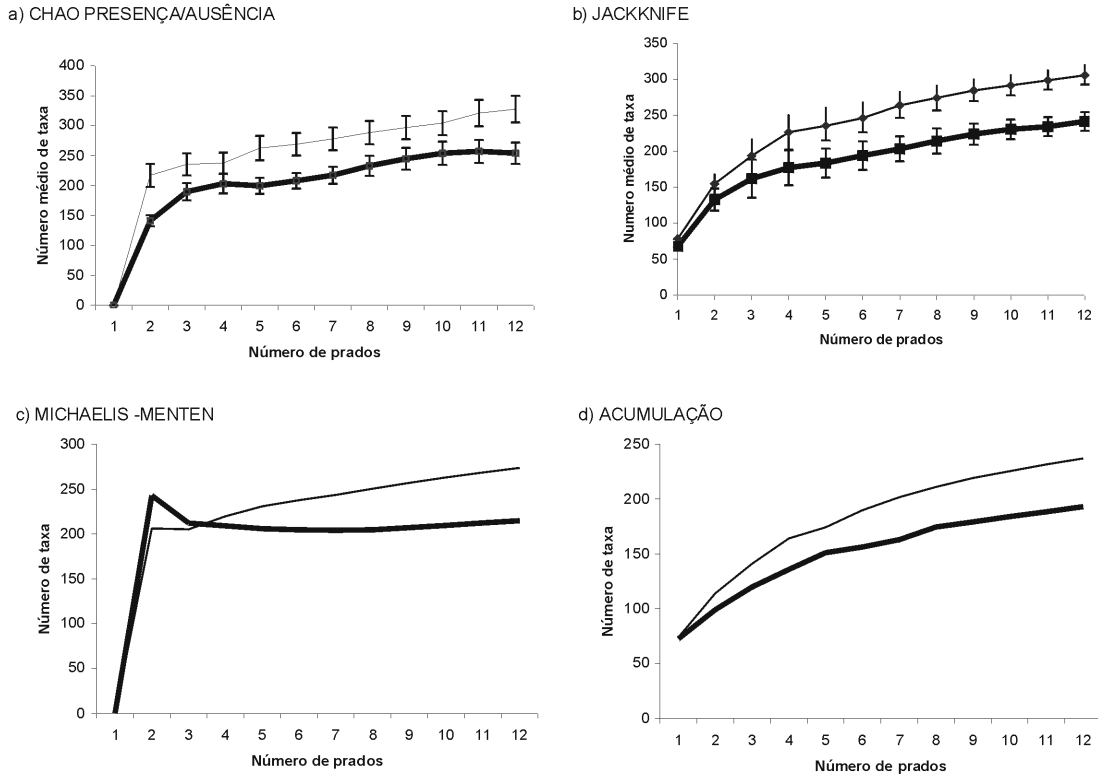 a) CHAO PRESENÇA/AUSÊNCIA
Número médio de taxa
400
350
300
250
200
150
100
50
0
1 2 3 4 5 6 7 8 9 10 11 12
Número de prados
b) JACKKNIFE
Numero médio de taxa
350
300
250
200
150
100
50
0
1 2 3 4 5 6 7 8 9 10 11 12
Número de prados
c) MICHAELIS -MENTEN
Número de taxa
300
250
200
150
100
50
0
1 2 3 4 5 6 7 8 9 10 11 12
Número de prados
d) ACUMULAÇÃO
Número de taxa
250
200
150
100
50
0
1 2 3 4 5 6 7 8 9 10 11 12
Número de prados